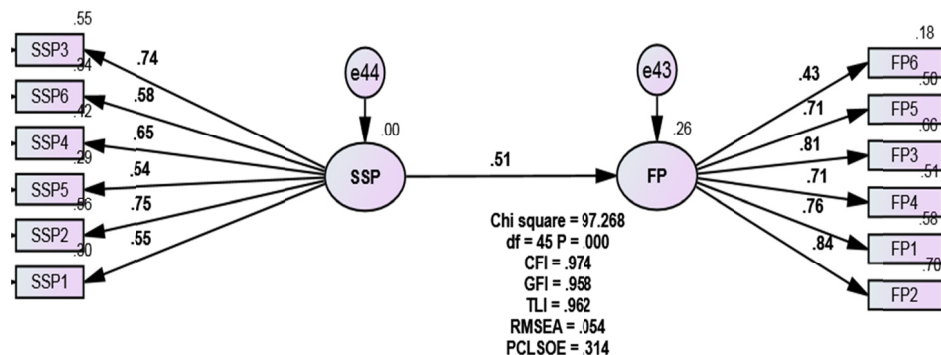 .55
SSP3
.34
SSP6
.42
SSP4
.29
SSP5
.56
SSP2
.30
SSP1
.74
.58
.65
.54
.75
.55
e44
.00
SSP
.51
e43
.26
FP
Chi square = 97.268
df = 45 P = .000
CFI = .974
GFI = .958
TLI = .962
RMSEA = .054
PCLSOE = .314
.43
.71
.81
.71
.76
.84
.18
FP6
.50
FP5
.66
FP3
.51
FP4
.58
FP1
.70
FP2